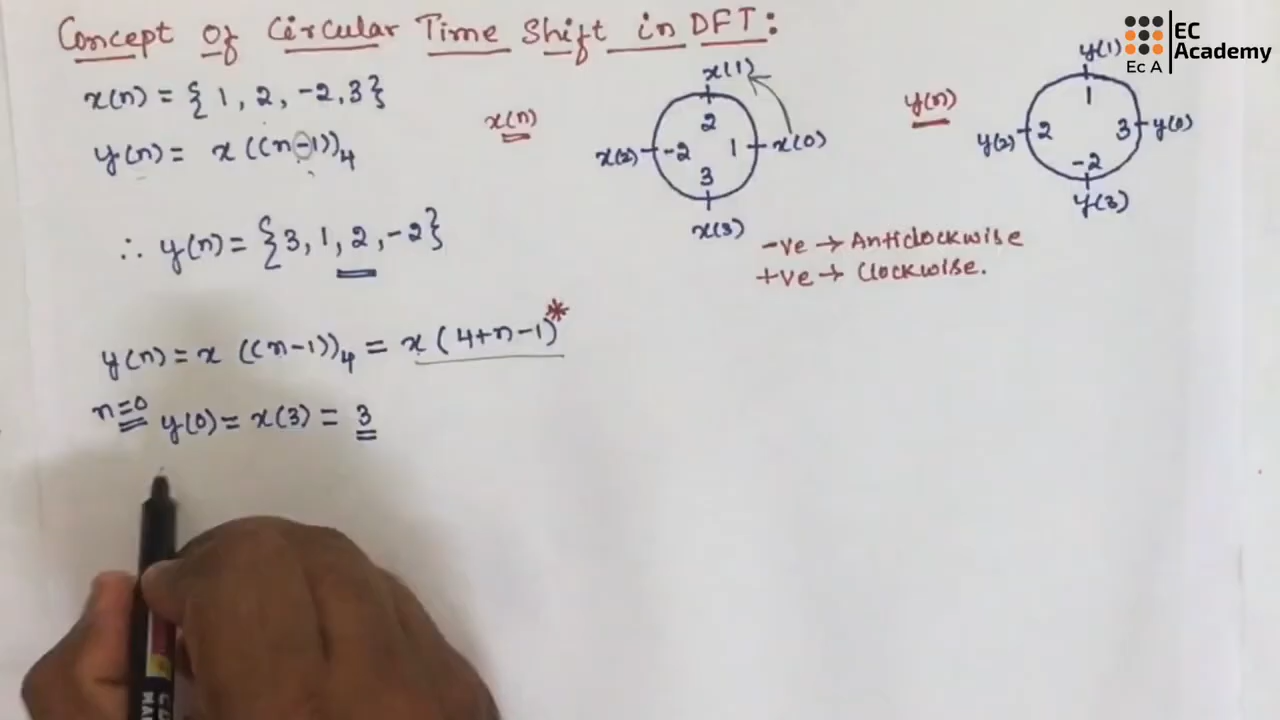 Concept Of Circular Time Shift in DFT:
EC Academy
Ec A
x(n) = { 1, 2, -2, 3 }
y(n) = x ((n-1))4
x(n)
x(1)
2
x(2) -2 1 x(0)
3
x(3)
y(n)
y(1)
1
y(2) 2 3 y(0)
-2
y(3)
∴ y(n) = {3, 1, 2, -2}
-ve → Anticlockwise
+ve → Clockwise.
y(n) = x ((n-1))4 = x (4+n-1)*
n=0 y(0) = x(3) = 3